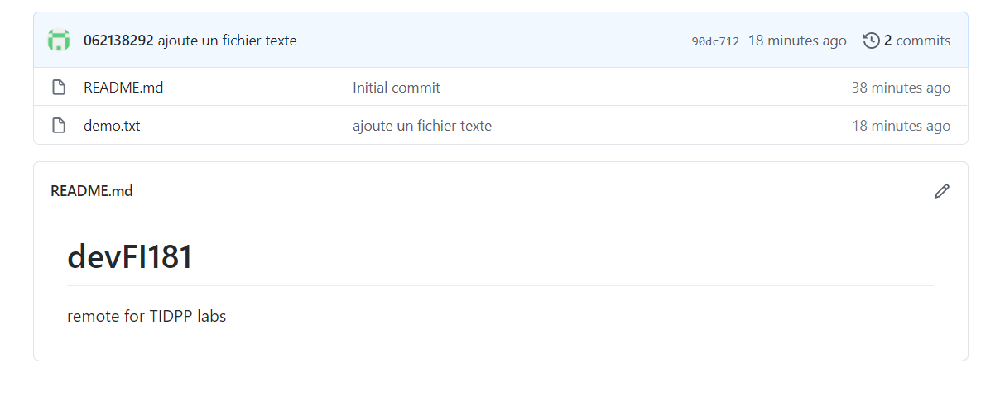 062138292 ajoute un fichier texte 90dc712 18 minutes ago 2 commits
README.md Initial commit 38 minutes ago
demo.txt ajoute un fichier texte 18 minutes ago
README.md
devFI181
remote for TIDPP labs